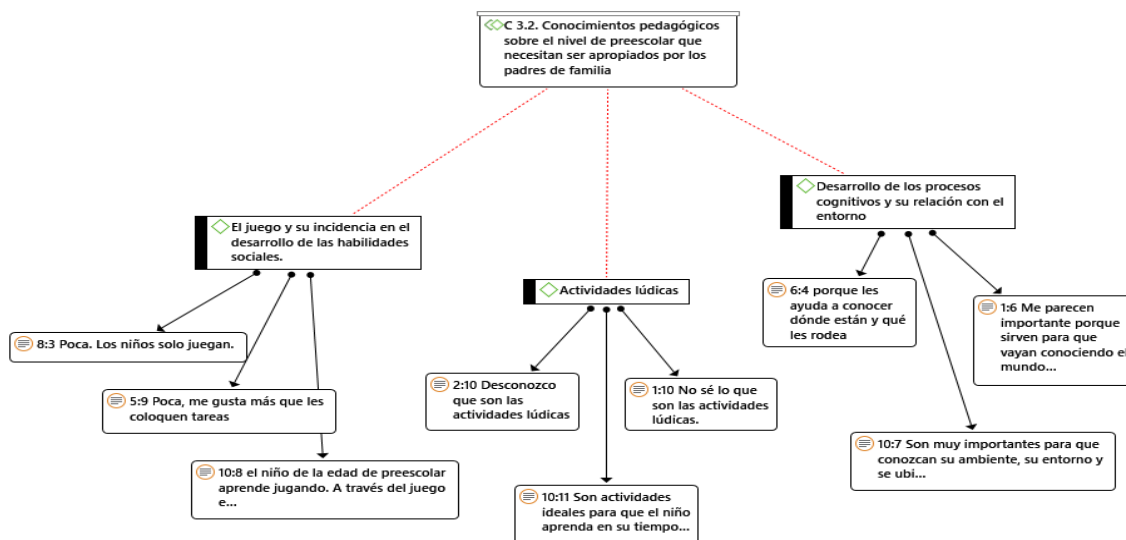 C 3.2. Conocimientos pedagógicos
sobre el nivel de preescolar que
necesitan ser apropiados por los
padres de familia
El juego y su incidencia en el
desarrollo de las habilidades
sociales.
Actividades lúdicas
Desarrollo de los procesos
cognitivos y su relación con el
entorno
8:3 Poca. Los niños solo juegan.
5:9 Poca, me gusta más que les
coloquen tareas
10:8 el niño de la edad de preescolar
aprende jugando. A través del juego
e...
2:10 Desconozco
que son las
actividades lúdicas
1:10 No sé lo que
son las actividades
lúdicas.
10:11 Son actividades
ideales para que el niño
aprenda en su tiempo...
6:4 porque les
ayuda a conocer
dónde están y qué
les rodea
1:6 Me parecen
importante porque
sirven para que
vayan conociendo el
mundo...
10:7 Son muy importantes para que
conozcan su ambiente, su entorno y
se ubi...